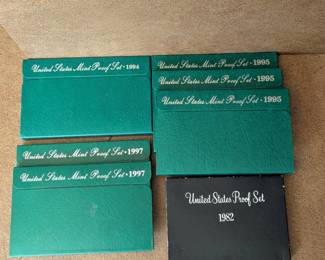 United States Mint Proof Set · 1994
United States Mint Proof Set · 1995
United States Mint Proof Set · 1995
United States Mint Proof Set · 1995
United States Mint Proof Set · 1997
United States Mint Proof Set · 1997
United States Proof Set
1982